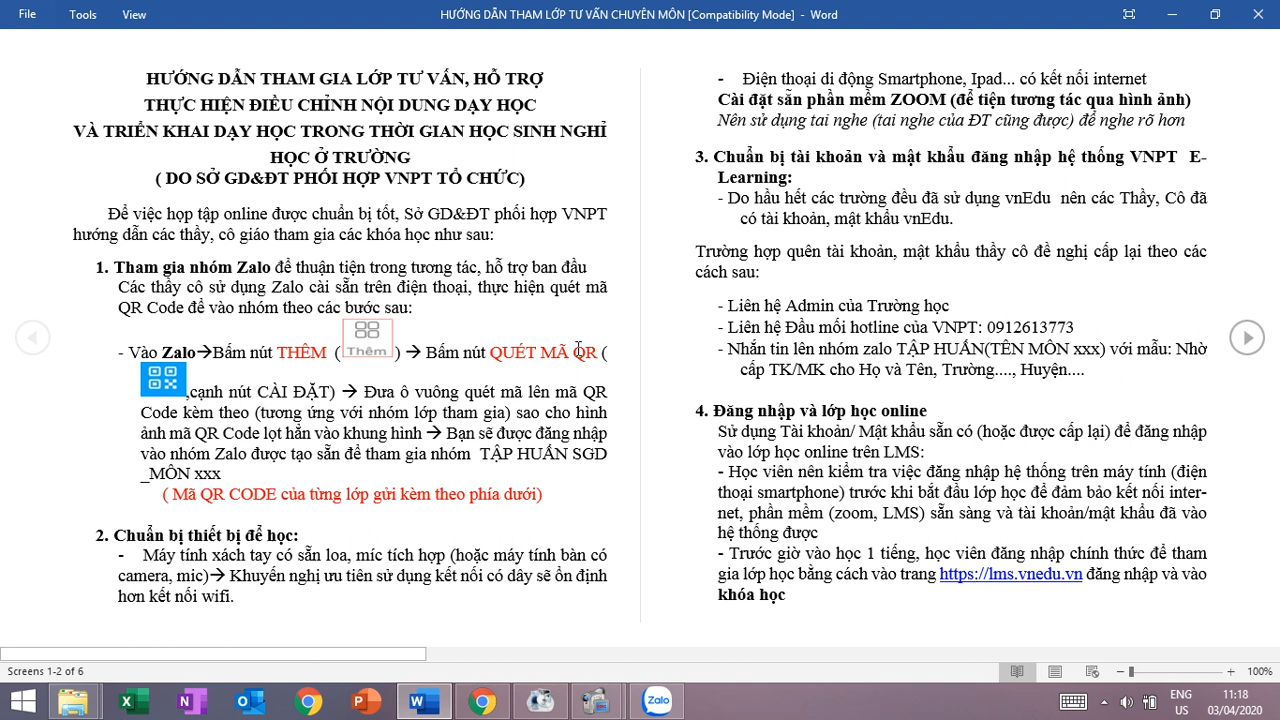 File Tools View HƯỚNG DẪN THAM LỚP TƯ VẤN CHUYÊN MÔN [Compatibility Mode] - Word
HƯỚNG DẪN THAM GIA LỚP TƯ VẤN, HỖ TRỢ
THỰC HIỆN ĐIỀU CHỈNH NỘI DUNG DẠY HỌC
VÀ TRIỂN KHAI DẠY HỌC TRONG THỜI GIAN HỌC SINH NGHỈ
HỌC Ở TRƯỜNG
( DO SỞ GD&ĐT PHỐI HỢP VNPT TỔ CHỨC)
Để việc họp tập online được chuẩn bị tốt, Sở GD&ĐT phối hợp VNPT
hướng dẫn các thầy, cô giáo tham gia các khóa học như sau:
1. Tham gia nhóm Zalo để thuận tiện trong tương tác, hỗ trợ ban đầu
Các thầy cô sử dụng Zalo cài sẵn trên điện thoại, thực hiện quét mã
QR Code để vào nhóm theo các bước sau:
- Vào Zalo→Bấm nút THÊM ( Thêm ) → Bấm nút QUÉT MÃ QR (
,cạnh nút CÀI ĐẶT) → Đưa ô vuông quét mã lên mã QR
Code kèm theo (tương ứng với nhóm lớp tham gia) sao cho hình
ảnh mã QR Code lọt hẳn vào khung hình → Bạn sẽ được đăng nhập
vào nhóm Zalo được tạo sẵn để tham gia nhóm TẬP HUẤN SGD
_MÔN xxx
( Mã QR CODE của từng lớp gửi kèm theo phía dưới)
2. Chuẩn bị thiết bị để học:
- Máy tính xách tay có sẵn loa, míc tích hợp (hoặc máy tính bàn có
camera, mic)→ Khuyến nghị ưu tiên sử dụng kết nối có dây sẽ ổn định
hơn kết nối wifi.
- Điện thoại di động Smartphone, Ipad... có kết nối internet
Cài đặt sẵn phần mềm ZOOM (để tiện tương tác qua hình ảnh)
Nên sử dụng tai nghe (tai nghe của ĐT cũng được) để nghe rõ hơn
3. Chuẩn bị tài khoản và mật khẩu đăng nhập hệ thống VNPT E-
Learning:
- Do hầu hết các trường đều đã sử dụng vnEdu nên các Thầy, Cô đã
có tài khoản, mật khẩu vnEdu.
Trường hợp quên tài khoản, mật khẩu thầy cô đề nghị cấp lại theo các
cách sau:
- Liên hệ Admin của Trường học
- Liên hệ Đầu mối hotline của VNPT: 0912613773
- Nhắn tin lên nhóm zalo TẬP HUẤN(TÊN MÔN xxx) với mẫu: Nhờ
cấp TK/MK cho Họ và Tên, Trường...., Huyện....
4. Đăng nhập và lớp học online
Sử dụng Tài khoản/ Mật khẩu sẵn có (hoặc được cấp lại) để đăng nhập
vào lớp học online trên LMS:
- Học viên nên kiểm tra việc đăng nhập hệ thống trên máy tính (điện
thoại smartphone) trước khi bắt đầu lớp học để đảm bảo kết nối inter-
net, phần mềm (zoom, LMS) sẵn sàng và tài khoản/mật khẩu đã vào
hệ thống được
- Trước giờ vào học 1 tiếng, học viên đăng nhập chính thức để tham
gia lớp học bằng cách vào trang https://lms.vnedu.vn đăng nhập và vào
khóa học
Screens 1-2 of 6 100%
Zalo ENG 11:18
US 03/04/2020